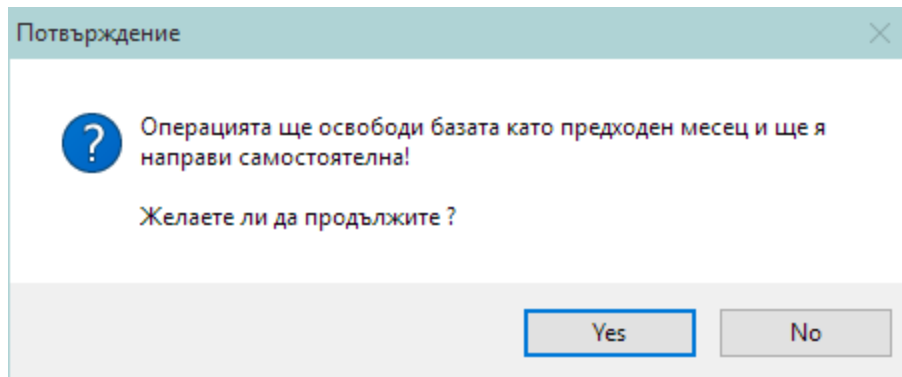 Потвърждение
Операцията ще освободи базата като предходен месец и ще я
направи самостоятелна!
Желаете ли да продължите ?
Yes
No